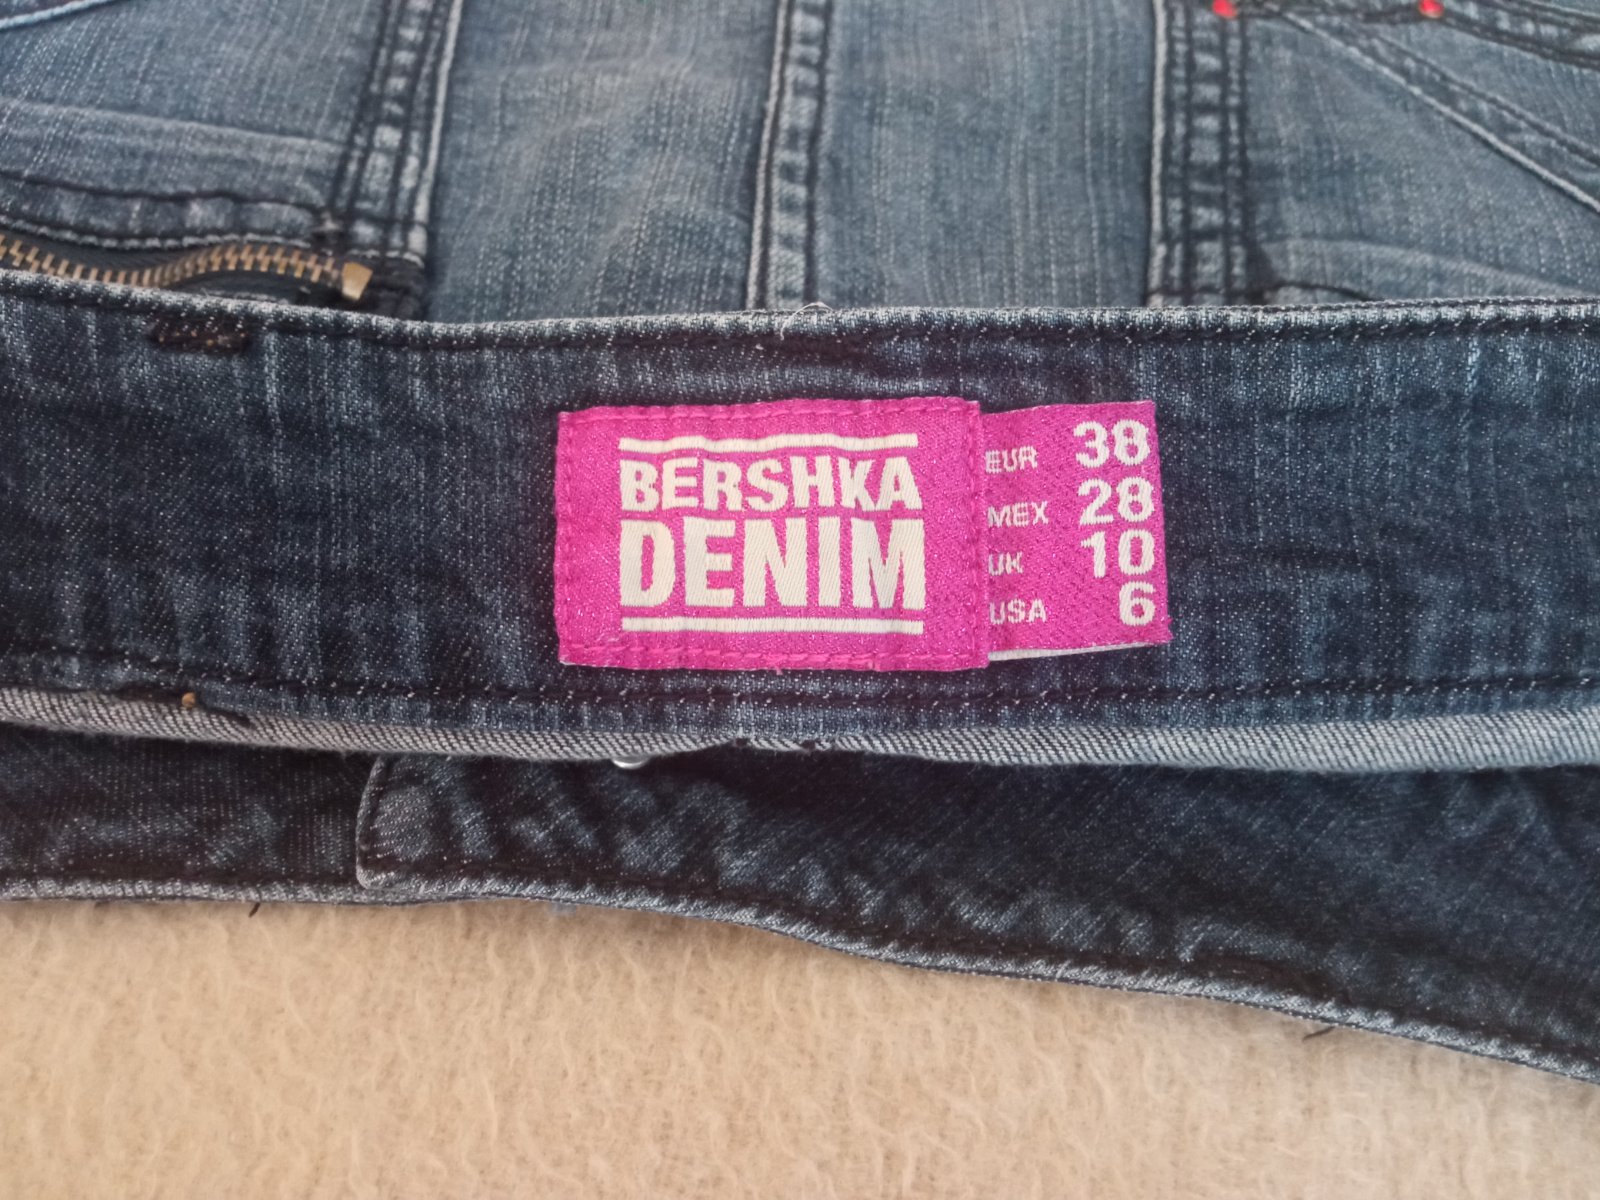 BERSHKA
DENIM
EUR 38
MEX 28
UK 10
USA 6